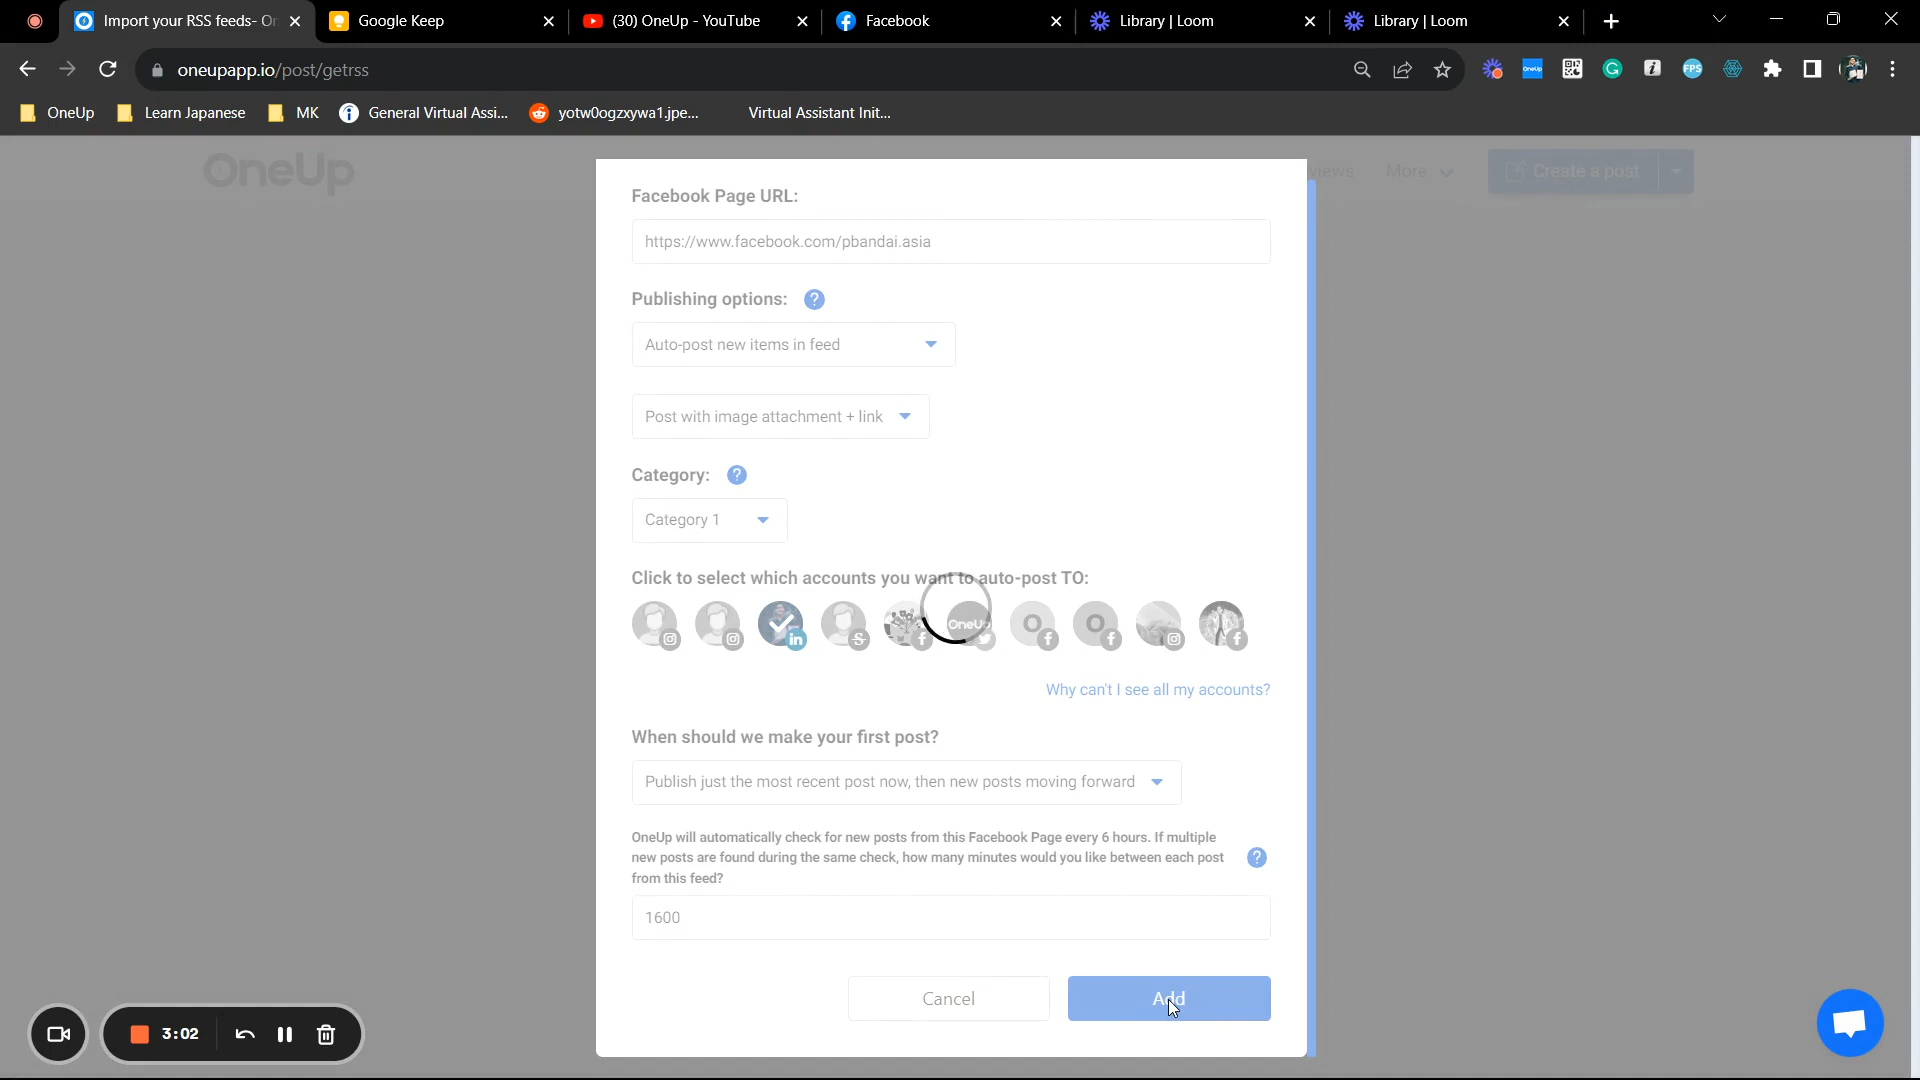 Import your RSS feeds- On
Google Keep
(30) OneUp - YouTube
Facebook
Library | Loom
Library | Loom
oneupapp.io/post/getrss
OneUp
Learn Japanese
MK
General Virtual Assi...
yotw0ogzxywa1.jpe...
Virtual Assistant Init...
OneUp
views
More
Create a post
Facebook Page URL:
https://www.facebook.com/pbandai.asia
Publishing options:
?
Auto-post new items in feed
Post with image attachment + link
Category:
?
Category 1
Click to select which accounts you want to auto-post TO:
OneUp
O
O
Why can't I see all my accounts?
When should we make your first post?
Publish just the most recent post now, then new posts moving forward
OneUp will automatically check for new posts from this Facebook Page every 6 hours. If multiple
new posts are found during the same check, how many minutes would you like between each post
from this feed?
?
1600
Cancel
Add
3:02